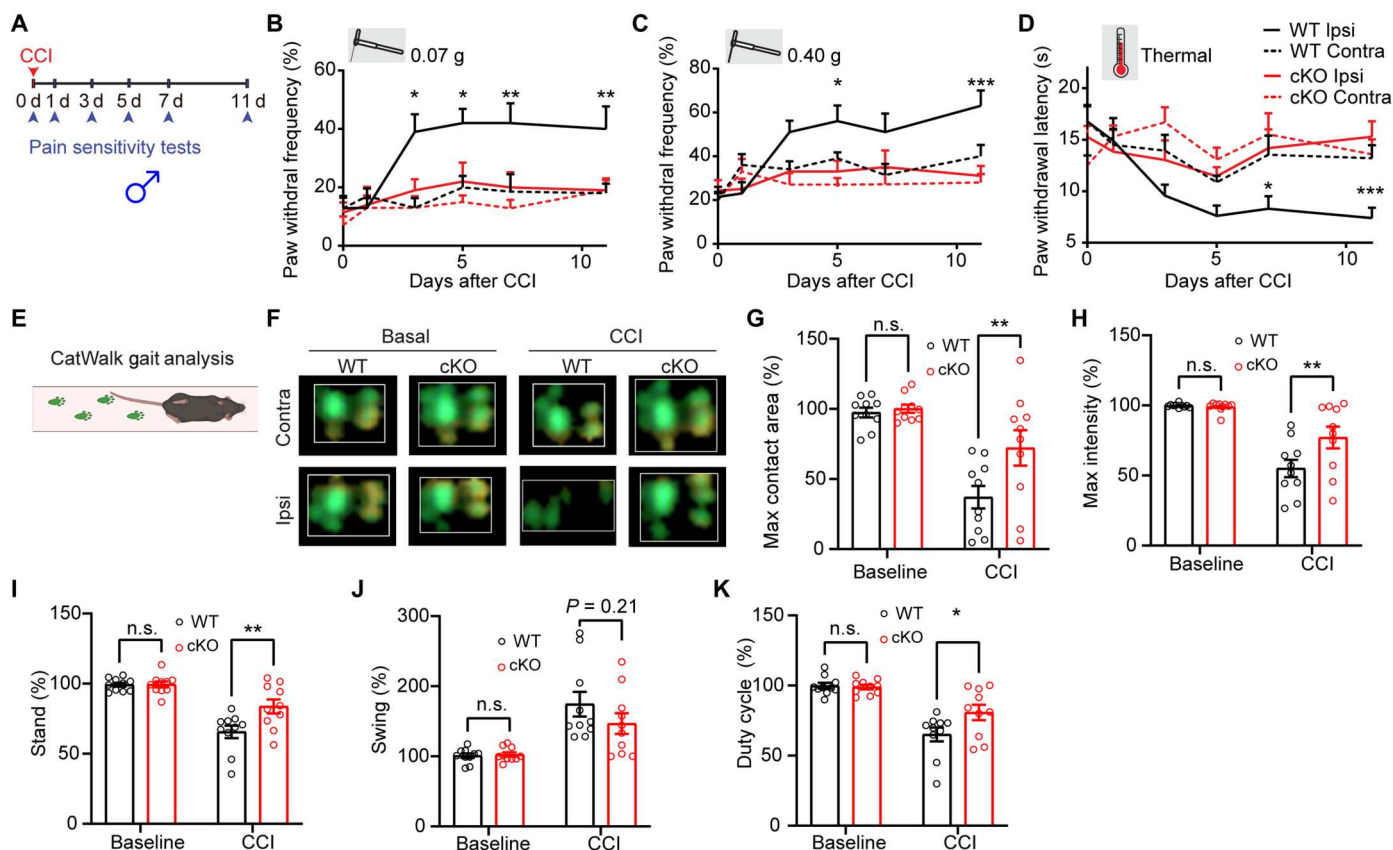 A
CCI
0 d 1 d 3 d 5 d 7 d 11 d
Pain sensitivity tests
B
0.07 g
Paw withdral frequency (%)
60
40
20
0
* * ** **
0 5 10
Days after CCI
C
0.40 g
Paw withdral frequency (%)
80
60
40
20
0
* ***
0 5 10
Days after CCI
D
Thermal
Paw withdrawal latency (s)
20
15
10
5
* ***
0 5 10
Days after CCI
WT Ipsi
WT Contra
cKO Ipsi
cKO Contra
E
CatWalk gait analysis
F
Basal CCI
WT cKO WT cKO
Contra
Ipsi
G
Max contact area (%)
150
100
50
0
n.s. **
WT
cKO
Baseline CCI
H
Max intensity (%)
150
100
50
0
n.s. **
WT
cKO
Baseline CCI
I
Stand (%)
150
100
50
0
n.s. **
WT
cKO
Baseline CCI
J
Swing (%)
300
200
100
0
n.s. P = 0.21
WT
cKO
Baseline CCI
K
Duty cycle (%)
150
100
50
0
n.s. *
WT
cKO
Baseline CCI